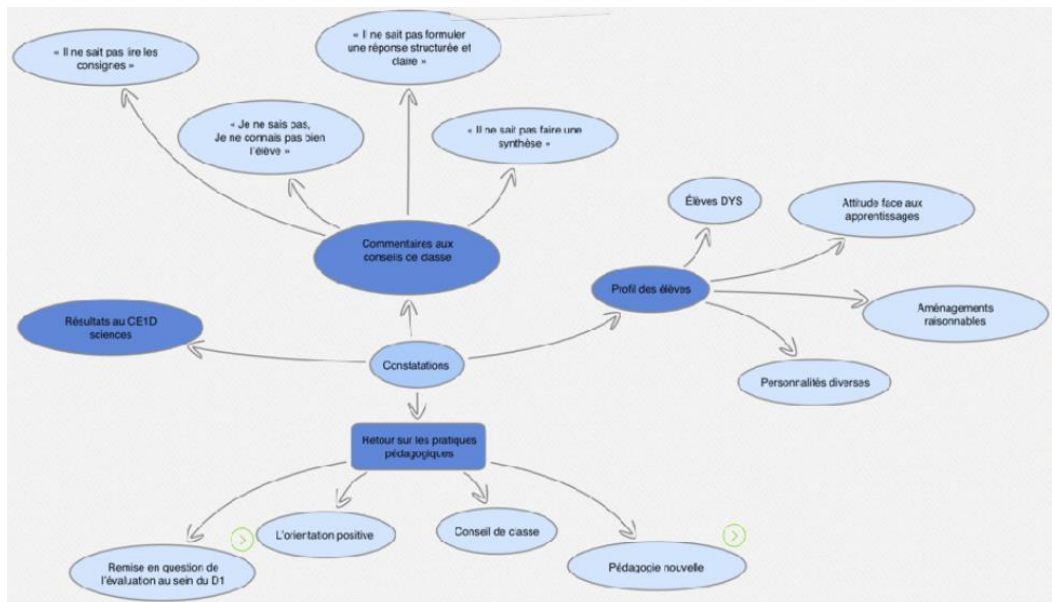 « Il ne sait pas lire les
consignes »
« Il ne sait pas formuler
une réponse structurée et
claire »
« Je ne sais pas,
Je ne connais pas bien
l'élève »
« Il ne sait pas faire une
synthèse »
Élèves DYS
Attitude face aux
apprentissages
Commentaires aux
conseils de classe
Profil des élèves
Aménagements
raisonnables
Résultats au CE1D
sciences
Constatations
Personnalités diverses
Retour sur les pratiques
pédagogiques
L'orientation positive
Conseil de classe
Remise en question de
l'évaluation au sein du D1
Pédagogie nouvelle